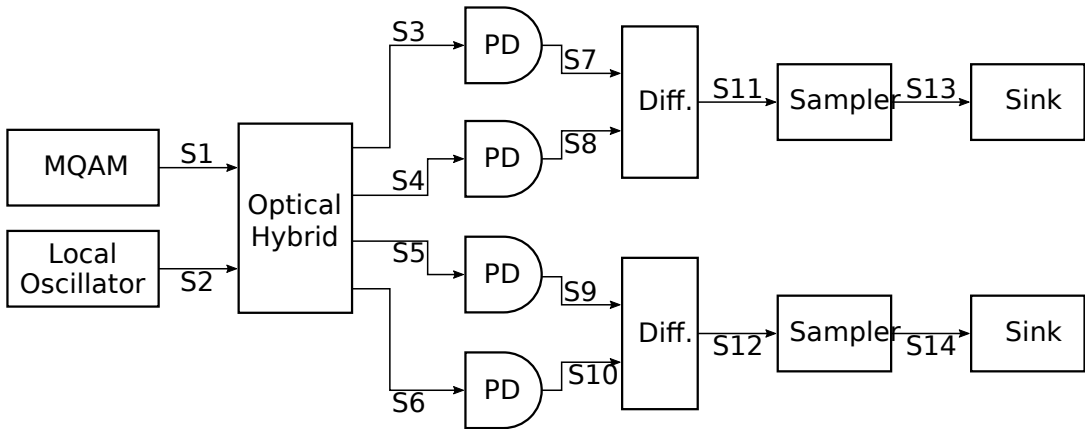 S3
PD
S7
Diff.
S11
Sampler
S13
Sink
MQAM
S1
S4
PD
S8
Optical
Hybrid
Local
Oscillator
S2
S5
PD
S9
Diff.
S12
Sampler
S14
Sink
S6
PD
S10